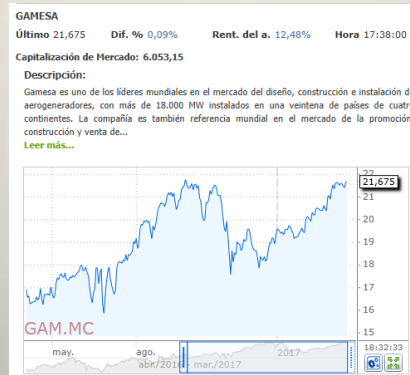 GAMESA
Último 21,675 Dif. % 0,09% Rent. del a. 12,48% Hora 17:38:00
Capitalización de Mercado: 6.053,15
Descripción:
Gamesa es uno de los líderes mundiales en el mercado del diseño, construcción e instalación d
aerogeneradores, con más de 18.000 MW instalados en una veintena de países de cuatr
continentes. La compañía es también referencia mundial en el mercado de la promoción
construcción y venta de...
Leer más...
22
21,675
20
19
18
17
16
15
GAM.MC
may. ago. 2017
abr./2016 - mar./2017
2017
18:32:33